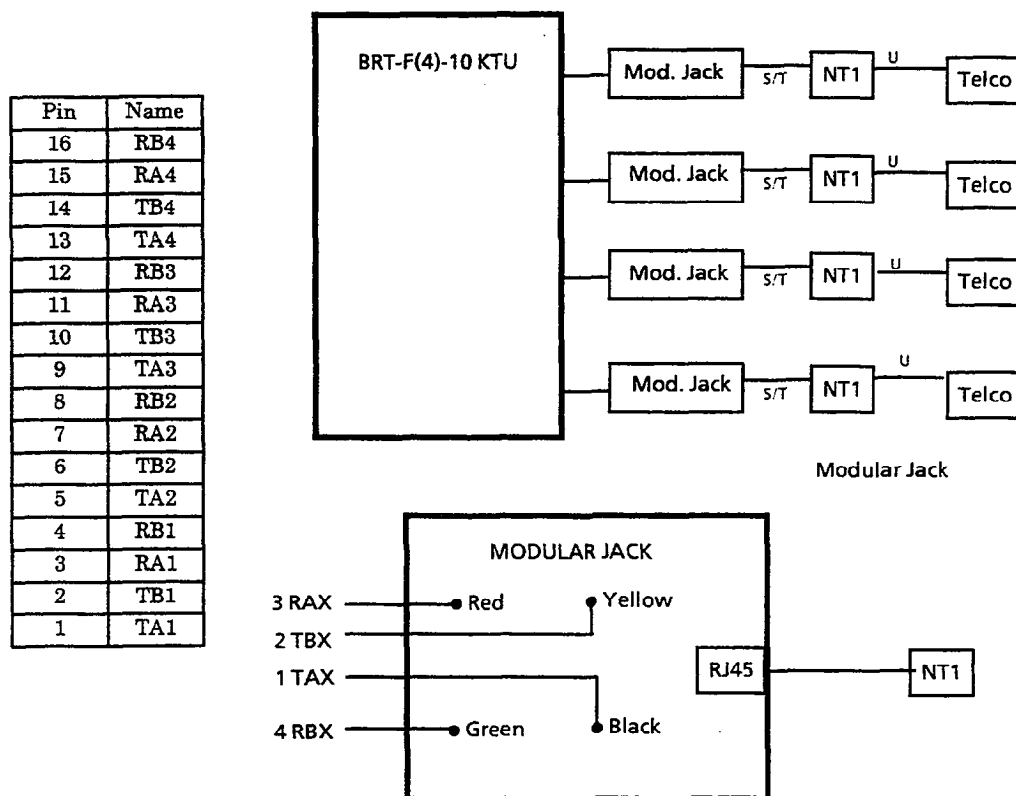 Pin Name
16 RB4
15 RA4
14 TB4
13 TA4
12 RB3
11 RA3
10 TB3
9 TA3
8 RB2
7 RA2
6 TB2
5 TA2
4 RB1
3 RA1
2 TB1
1 TA1
BRT-F(4)-10 KTU
Mod. Jack S/T NT1 U Telco
Mod. Jack S/T NT1 U Telco
Mod. Jack S/T NT1 U Telco
Mod. Jack S/T NT1 U Telco
Modular Jack
MODULAR JACK
3 RAX Red Yellow
2 TBX
1 TAX RJ45 NT1
4 RBX Green Black